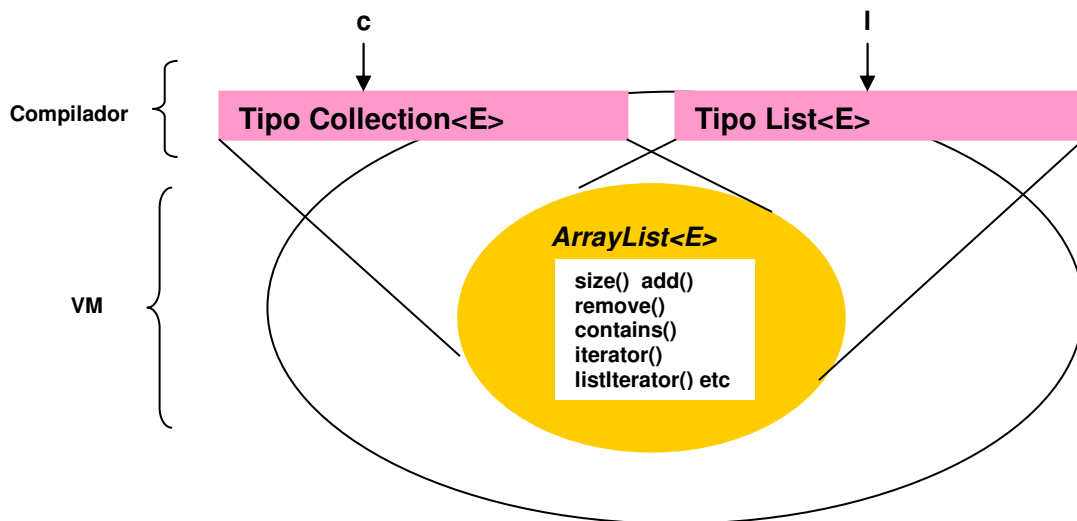 c
l
Compilador
Tipo Collection<E>
Tipo List<E>
VM
ArrayList<E>
size() add()
remove()
contains()
iterator()
listIterator() etc